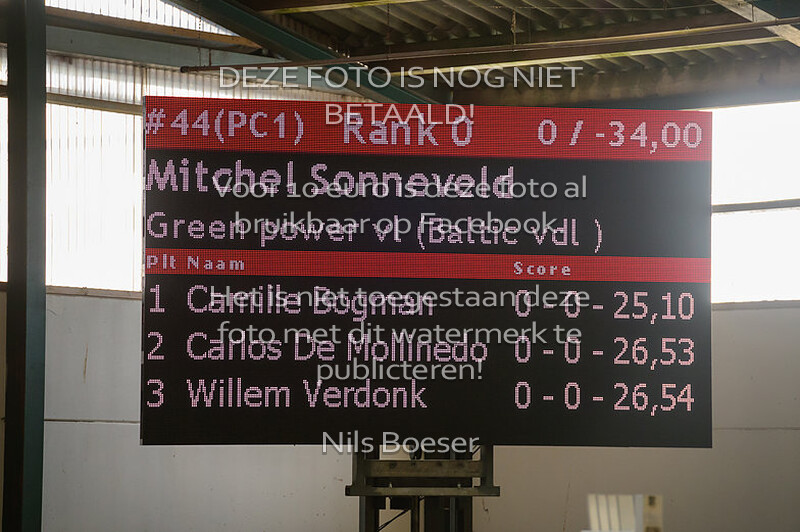 DEZE FOTO IS NOG NIET
BETAALD!
#44(PC1) Rank 0 0 / -34,00
Mitchel Sonneveld
Voor 10 euro is deze foto al
bruikbaar op Facebook.
Green power vl (Baltic vdl )
Plt Naam Score
Het is niet toegestaan deze
1 Camille Bogman 0 - 0 - 25,10
foto met dit watermerk te
2 Carlos De Mollinedo 0 - 0 - 26,53
publiceren!
3 Willem Verdonk 0 - 0 - 26,54
Nils Boeser